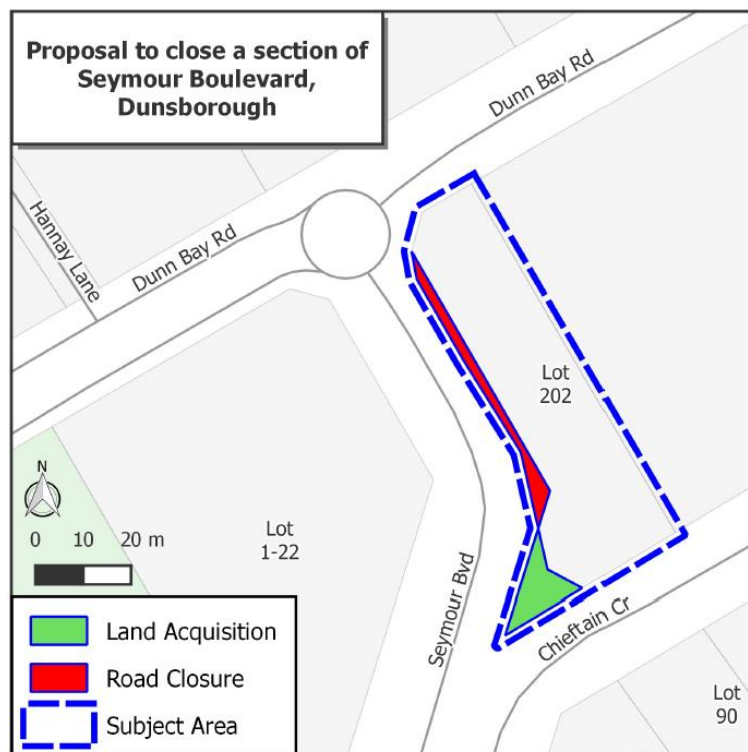 Proposal to close a section of
Seymour Boulevard,
Dunsborough
Dunn Bay Rd
Hannay Lane
Dunn Bay Rd
Lot
202
N
0 10 20 m
Lot
1-22
Seymour Bvd
Chieftain Cr
Lot
90
Land Acquisition
Road Closure
Subject Area